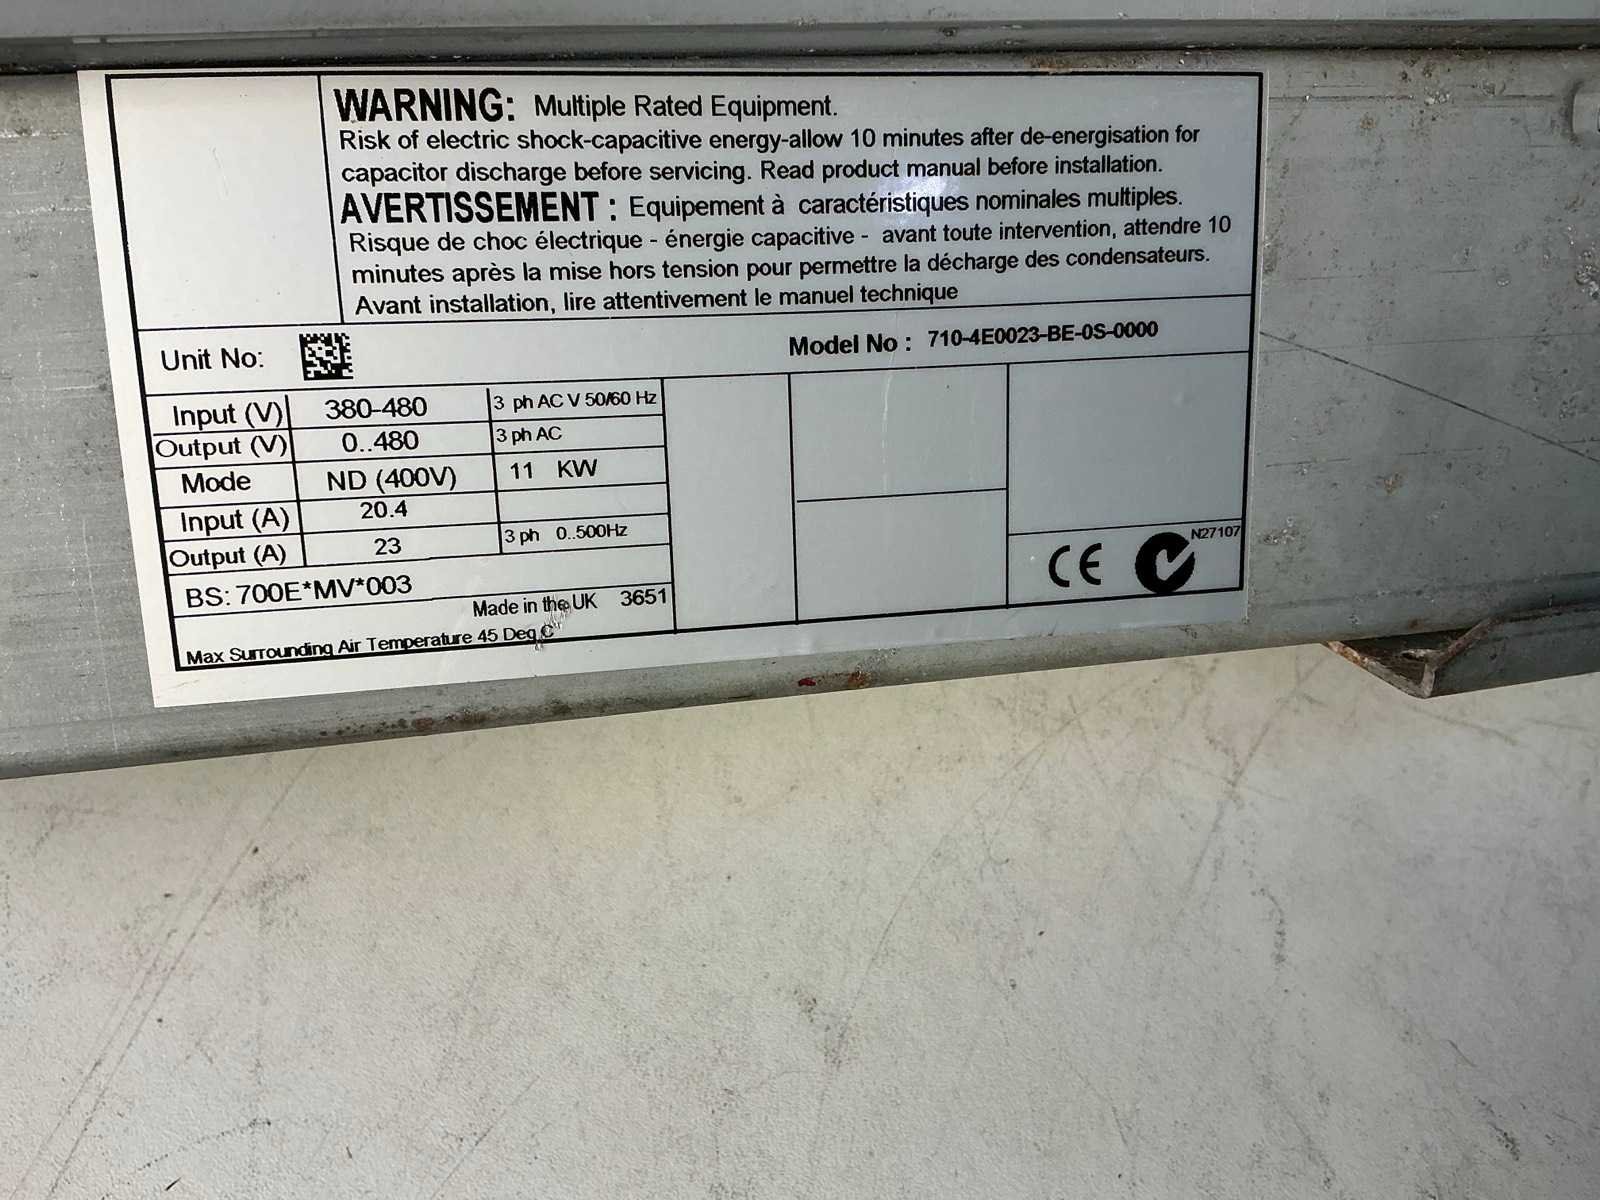 WARNING: Multiple Rated Equipment.
Risk of electric shock-capacitive energy-allow 10 minutes after de-energisation for
capacitor discharge before servicing. Read product manual before installation.
AVERTISSEMENT : Equipement à caractéristiques nominales multiples.
Risque de choc électrique - énergie capacitive - avant toute intervention, attendre 10
minutes après la mise hors tension pour permettre la décharge des condensateurs.
Avant installation, lire attentivement le manuel technique
Unit No: Model No : 710-4E0023-BE-0S-0000
Input (V) 380-480 3 ph AC V 50/60 Hz
Output (V) 0..480 3 ph AC
Mode ND (400V) 11 KW
Input (A) 20.4
Output (A) 23 3 ph 0..500Hz
BS: 700E*MV*003
Made in the UK 3651
Max Surrounding Air Temperature 45 Deg C
CE N27107